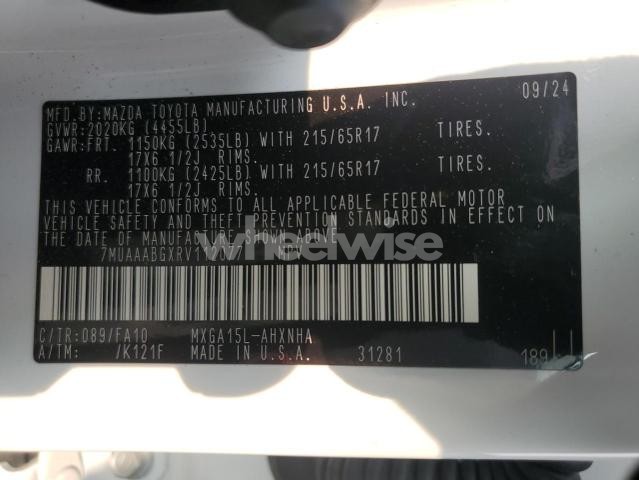 MFD.BY:MAZDA TOYOTA MANUFACTURING U.S.A. INC. 09/24
GVWR:2020KG (4455LB)
GAWR:FRT. 1150KG (2535LB) WITH 215/65R17 TIRES.
17X6 1/2J RIMS.
RR. 1100KG (2425LB) WITH 215/65R17 TIRES.
17X6 1/2J RIMS.
THIS VEHICLE CONFORMS TO ALL APPLICABLE FEDERAL MOTOR
VEHICLE SAFETY AND THEFT PREVENTION STANDARDS IN EFFECT ON
THE DATE OF MANUFACTURE SHOWN ABOVE.
wheelwise
C/TR:089/FA10 MXGA15L-AHXNHA
A/TM: /K121F MADE IN U.S.A. 31281 189